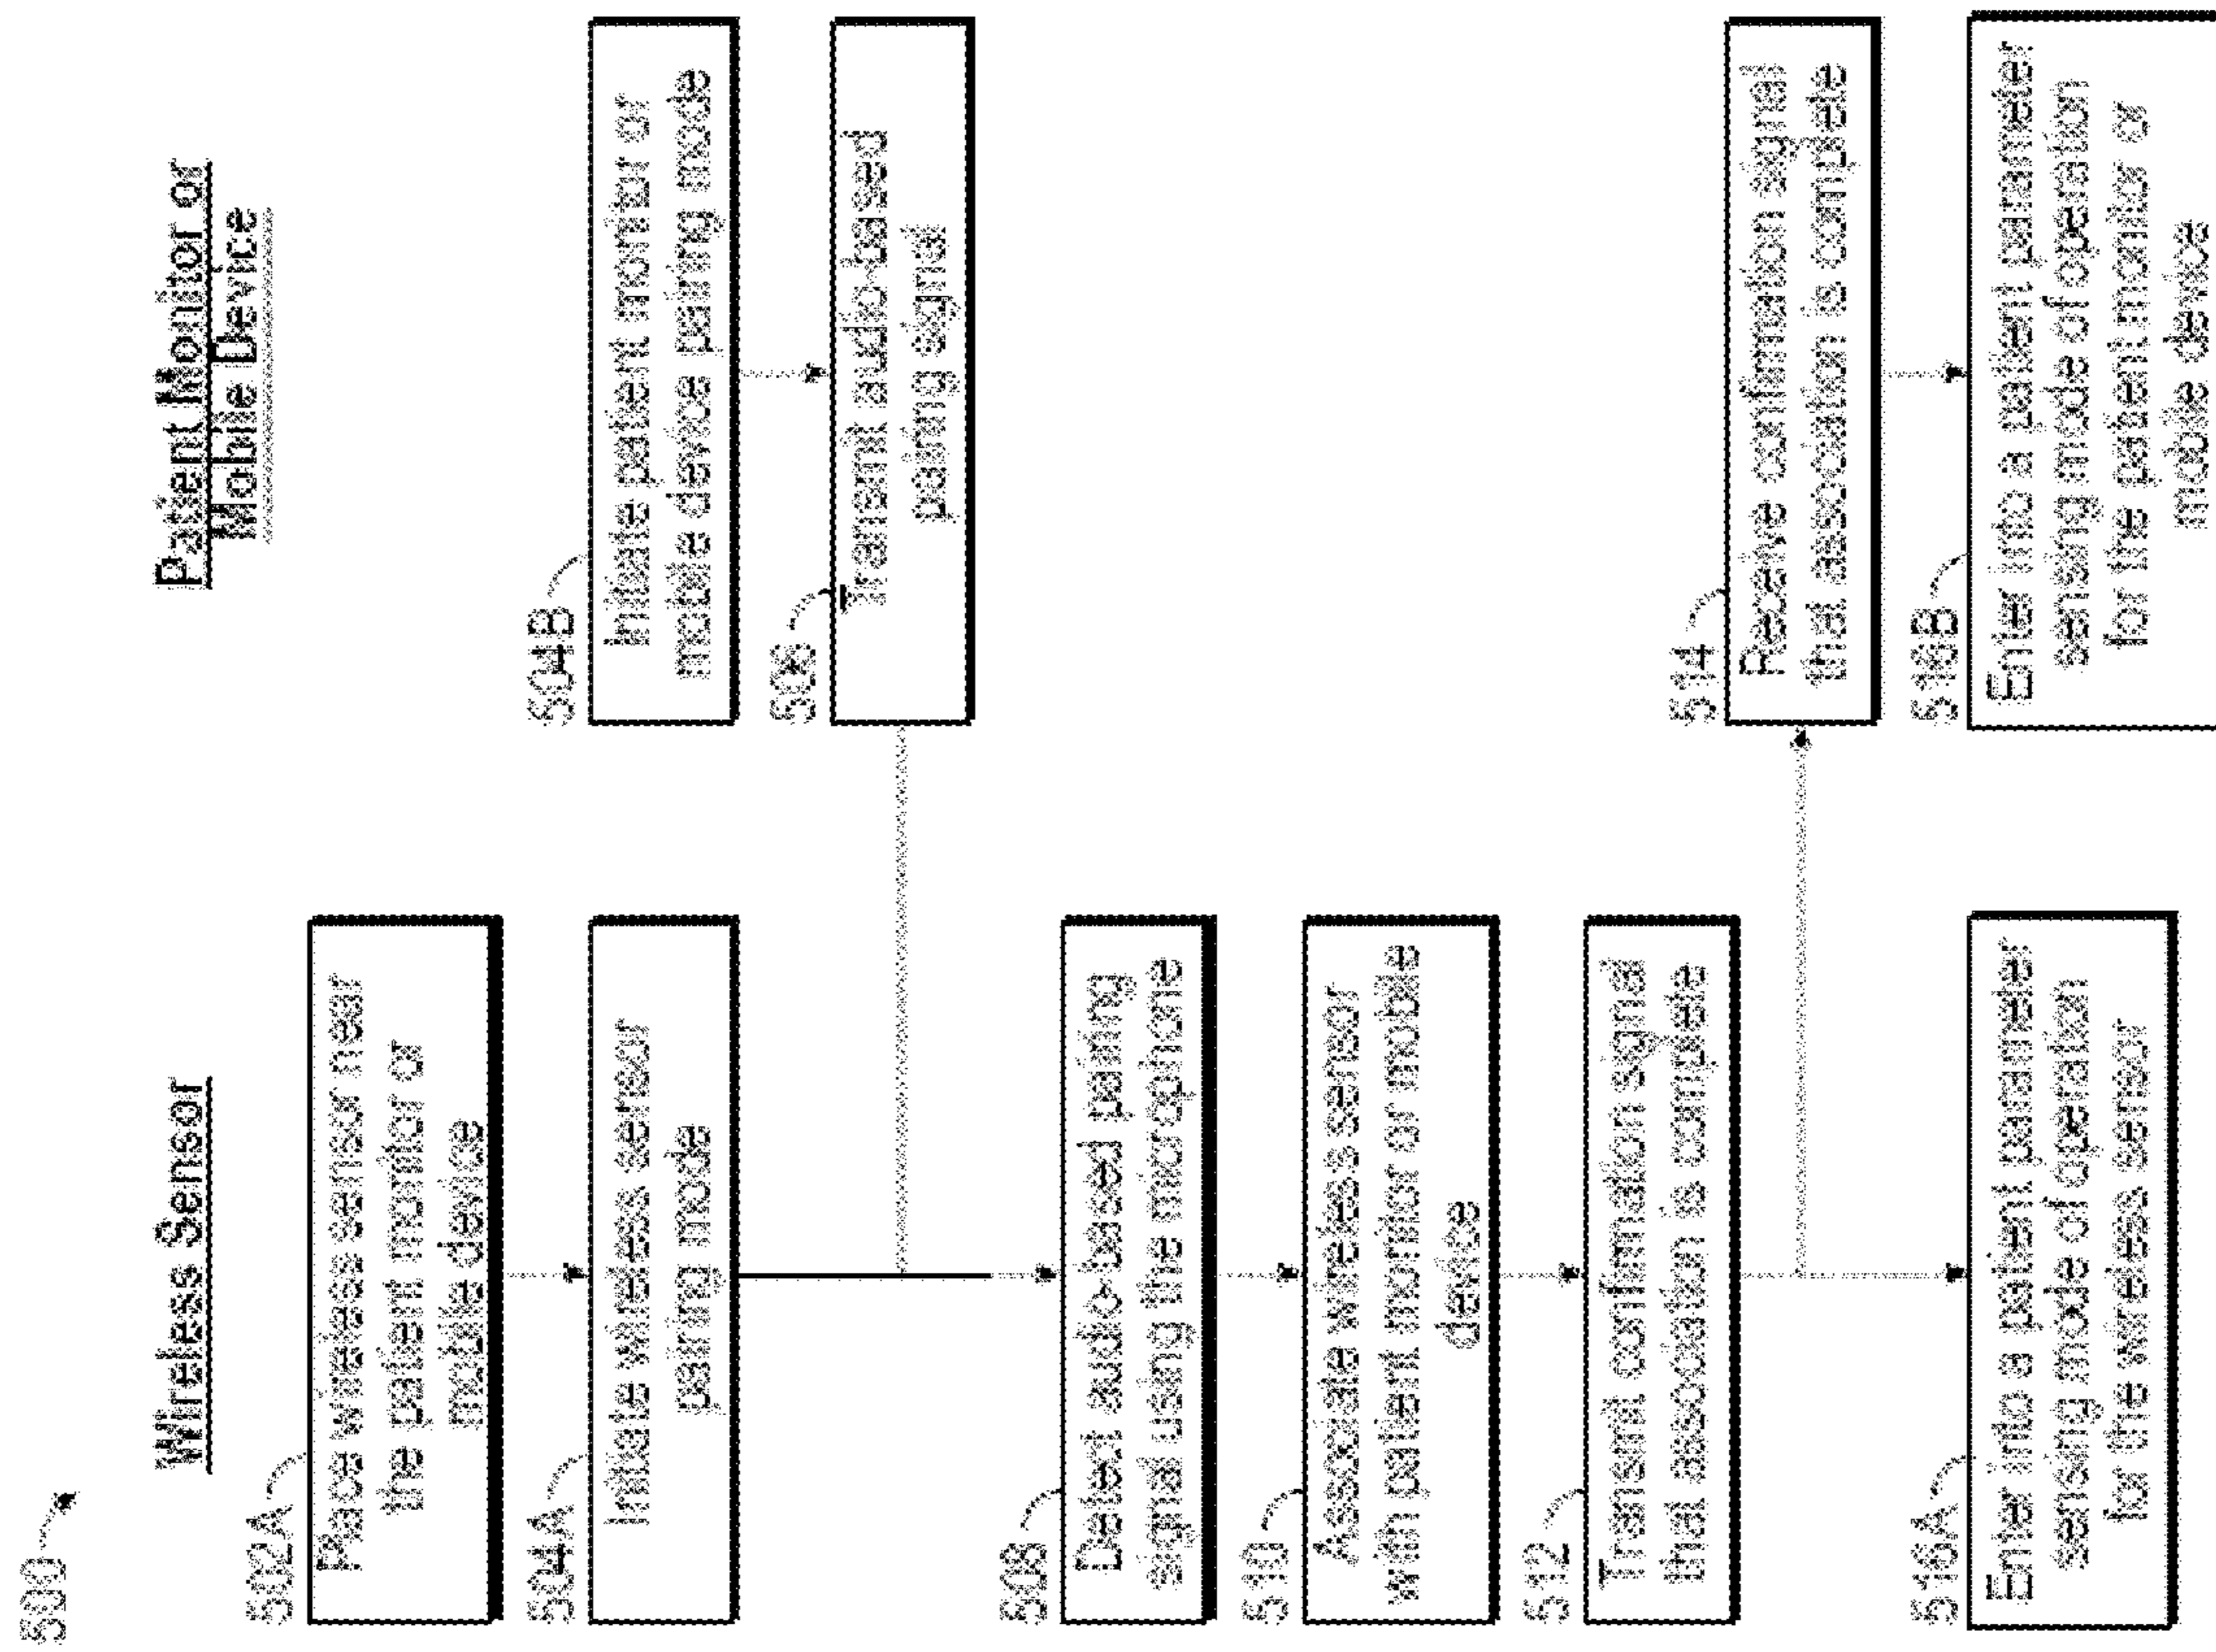 500
Wireless Sensor
Patient Monitor or
Mobile Device
502A
Place wireless sensor near
the patient monitor or
mobile device
504A
Initiate wireless sensor
pairing mode
504B
Initiate patient monitor or
mobile device pairing mode
506
Transmit audio-based
pairing signal
508
Detect audio-based pairing
signal using the microphone
510
Associate wireless sensor
with patient monitor or mobile
device
512
Transmit confirmation signal
that association is complete
514
Receive confirmation signal
that association is complete
516A
Enter into a patient parameter
sensing mode of operation
for the wireless sensor
516B
Enter into a patient parameter
sensing mode of operation
for the patient monitor or
mobile device